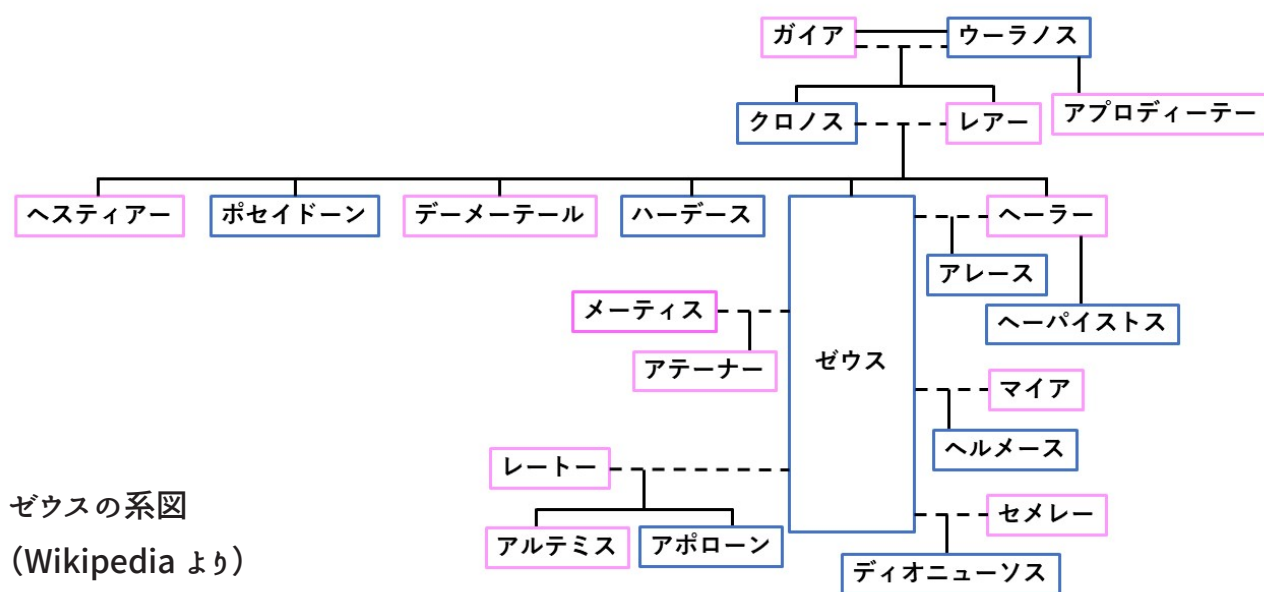 ガイア
ウーラノス
アプロディーテー
クロノス
レアー
ヘスティアー
ポセイドーン
デーメーテール
ハーデース
ヘーラー
アレース
メーティス
ヘーパイストス
アテーナー
ゼウス
マイア
ヘルメース
レートー
アルテミス
アポローン
セメレー
ディオニューソス
ゼウスの系図
（Wikipedia より）